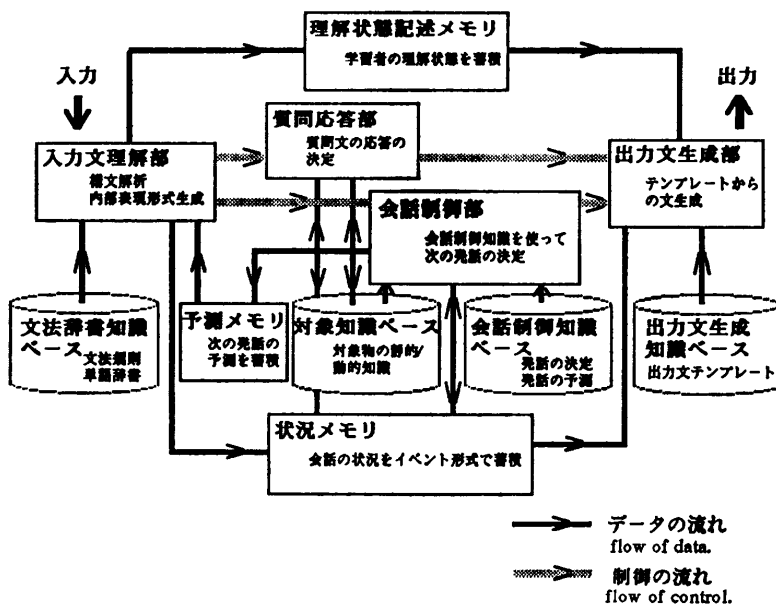 理解状態記述メモリ
学習者の理解状態を蓄積
入力
出力
質問応答部
質問文の応答の
決定
入力文理解部
構文解析
内部表現形式生成
出力文生成部
テンプレートから
の文生成
会話制御部
会話制御知識を使って
次の発話の決定
文法辞書知識
ベース
文法規則
単語辞書
予測メモリ
次の発話の
予測を蓄積
対象知識ベース
対象物の静的/
動的知識
会話制御知識
ベース
発話の決定
発話の予測
出力文生成
知識ベース
出力文テンプレート
状況メモリ
会話の状況をイベント形式で蓄積
データの流れ
flow of data.
制御の流れ
flow of control.